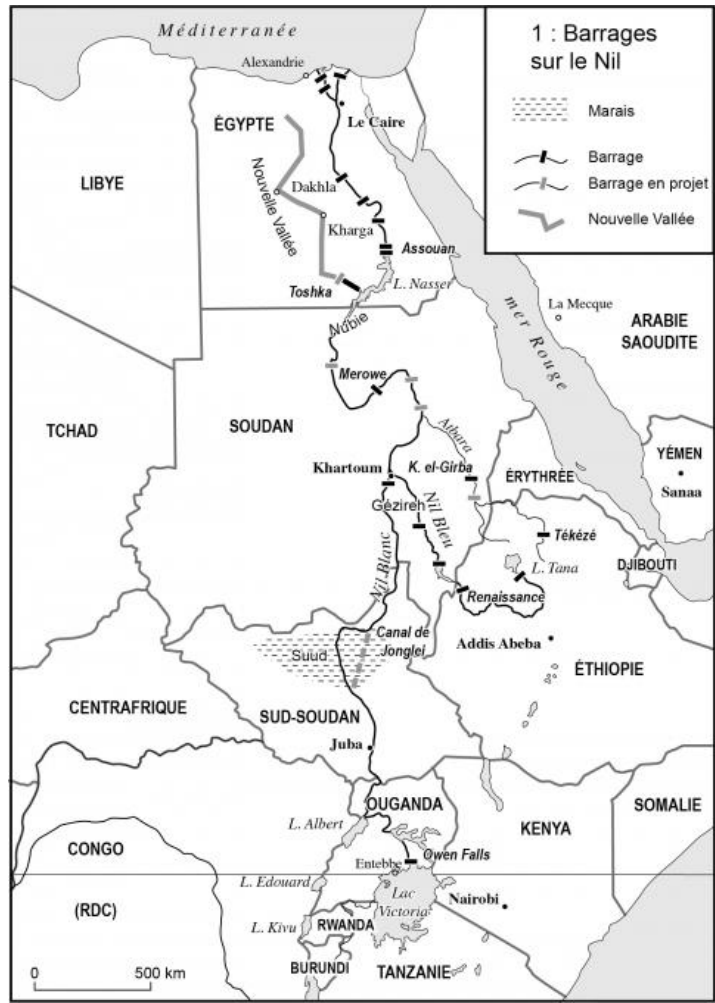 Méditerranée
Alexandrie
Le Caire
ÉGYPTE
LIBYE
Nouvelle Vallée
Dakhla
Kharga
Assouan
Toshka
L. Nasser
Nubie
mer Rouge
La Mecque
ARABIE
SAOUDITE
1 : Barrages
sur le Nil
Marais
Barrage
Barrage en projet
Nouvelle Vallée
Merowe
TCHAD
SOUDAN
Atbara
Khartoum
K. el-Girba
Gézireh
Nil Bleu
Nil Blanc
ÉRYTHRÉE
YÉMEN
Sanaa
Tékézé
L. Tana
DJIBOUTI
Renaissance
Addis Abeba
ÉTHIOPIE
Canal de
Jonglei
Suud
CENTRAFRIQUE
SUD-SOUDAN
Juba
OUGANDA
L. Albert
KENYA
SOMALIE
CONGO
(RDC)
Entebbe
Owen Falls
L. Edouard
Lac
Victoria
Nairobi
L. Kivu
RWANDA
BURUNDI
TANZANIE
0 500 km